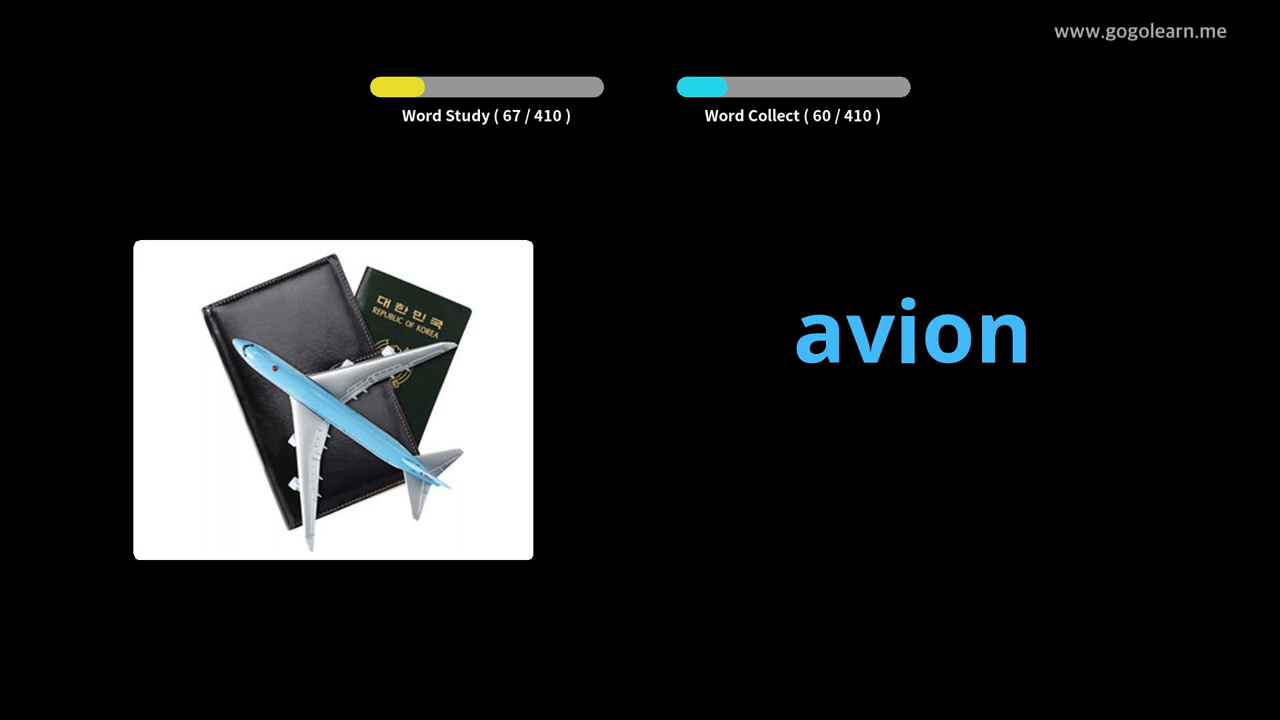 www.gogolearn.me
Word Study ( 67 / 410 )
Word Collect ( 60 / 410 )
대한민국
REPUBLIC OF KOREA
avion